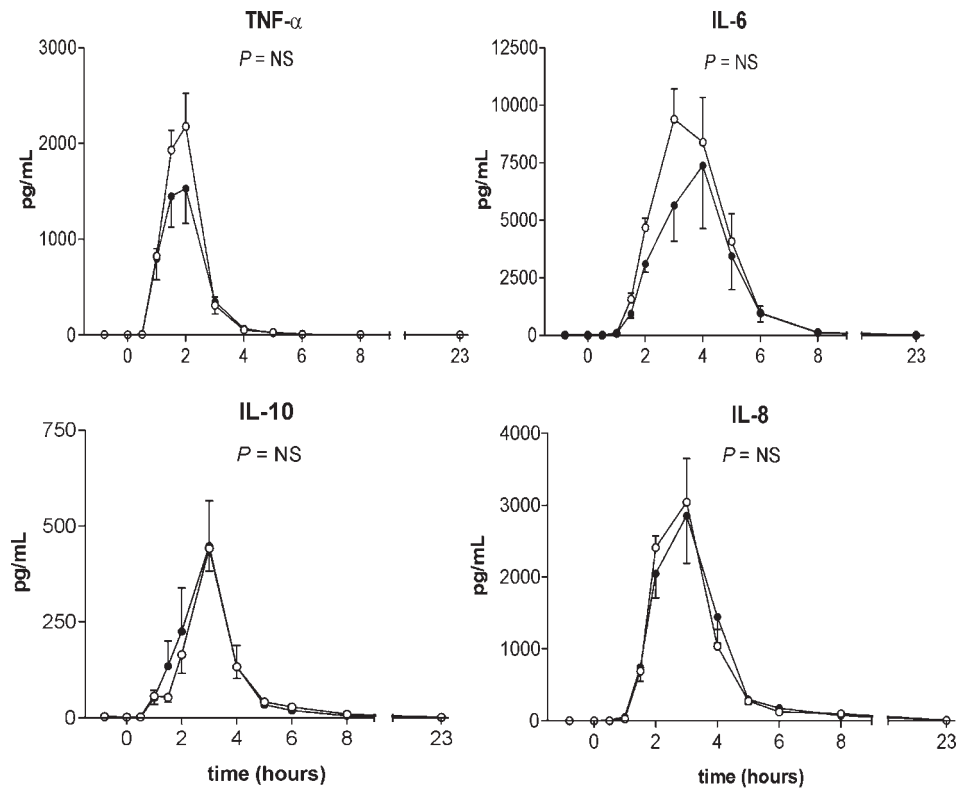 TNF-α
P = NS
3000
2000
1000
0
pg/mL
0 2 4 6 8 23
IL-6
P = NS
12500
10000
7500
5000
2500
0
pg/mL
0 2 4 6 8 23
IL-10
P = NS
750
500
250
0
pg/mL
0 2 4 6 8 23
time (hours)
IL-8
P = NS
4000
3000
2000
1000
0
pg/mL
0 2 4 6 8 23
time (hours)